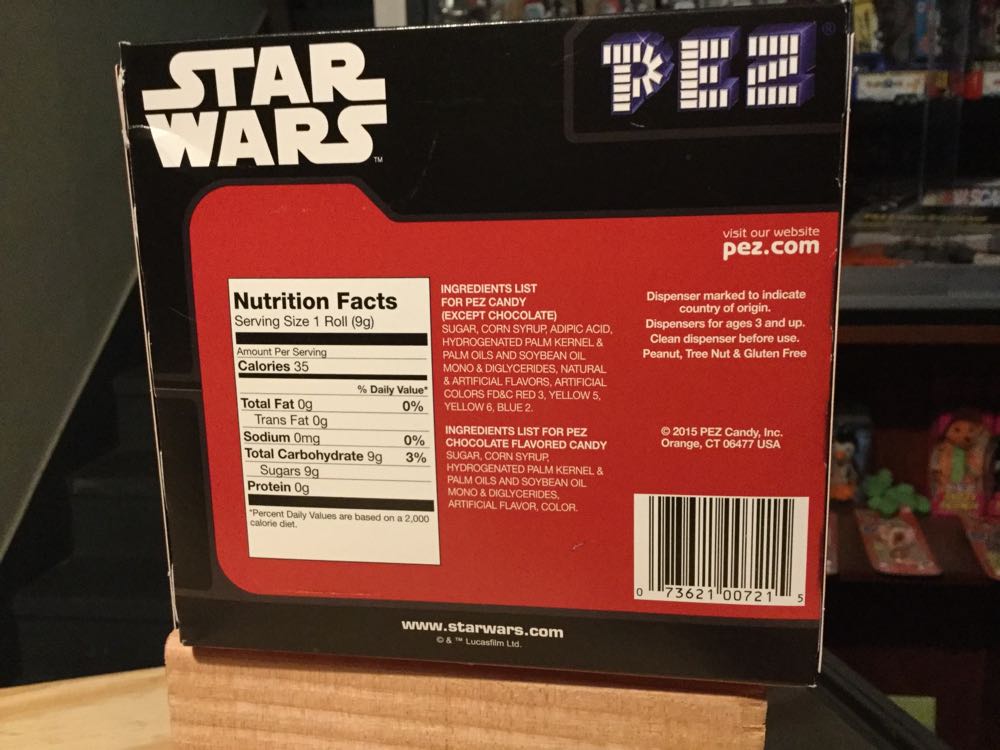 STAR
WARS
TM
PEZ
®
visit our website
pez.com
Nutrition Facts
Serving Size 1 Roll (9g)
Amount Per Serving
Calories 35
% Daily Value*
Total Fat 0g 0%
Trans Fat 0g
Sodium 0mg 0%
Total Carbohydrate 9g 3%
Sugars 9g
Protein 0g
*Percent Daily Values are based on a 2,000
calorie diet.
INGREDIENTS LIST
FOR PEZ CANDY
(EXCEPT CHOCOLATE)
SUGAR, CORN SYRUP, ADIPIC ACID,
HYDROGENATED PALM KERNEL &
PALM OILS AND SOYBEAN OIL
MONO & DIGLYCERIDES, NATURAL
& ARTIFICIAL FLAVORS, ARTIFICIAL
COLORS FD&C RED 3, YELLOW 5,
YELLOW 6, BLUE 2.
INGREDIENTS LIST FOR PEZ
CHOCOLATE FLAVORED CANDY
SUGAR, CORN SYRUP,
HYDROGENATED PALM KERNEL &
PALM OILS AND SOYBEAN OIL
MONO & DIGLYCERIDES,
ARTIFICIAL FLAVOR, COLOR.
Dispenser marked to indicate
country of origin.
Dispensers for ages 3 and up.
Clean dispenser before use.
Peanut, Tree Nut & Gluten Free
© 2015 PEZ Candy, Inc.
Orange, CT 06477 USA
0 73621 00721 5
www.starwars.com
© & ™ Lucasfilm Ltd.